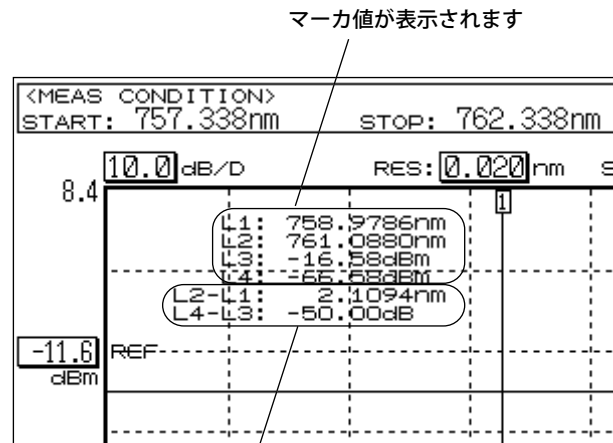 マーカ値が表示されます
<MEAS CONDITION>
START: 757.338nm STOP: 762.338nm
10.0 dB/D RES: 0.020 nm S
8.4
1
L1: 758.9786nm
L2: 761.0880nm
L3: -16.58dBm
L4: -66.58dBm
L2-L1: 2.1094nm
L4-L3: -50.00dB
-11.6 REF
dBm